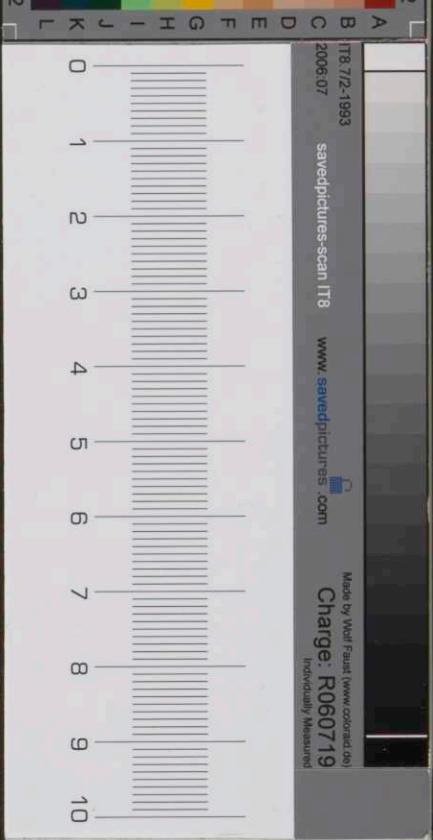 L K J I H G F E D C B A
IT8.7/2-1993
2006:07
savedpictures-scan IT8
www.savedpictures.com
Made by Wolf Faust (www.coloraid.de)
Charge: R060719
Individually Measured
0 1 2 3 4 5 6 7 8 9 10